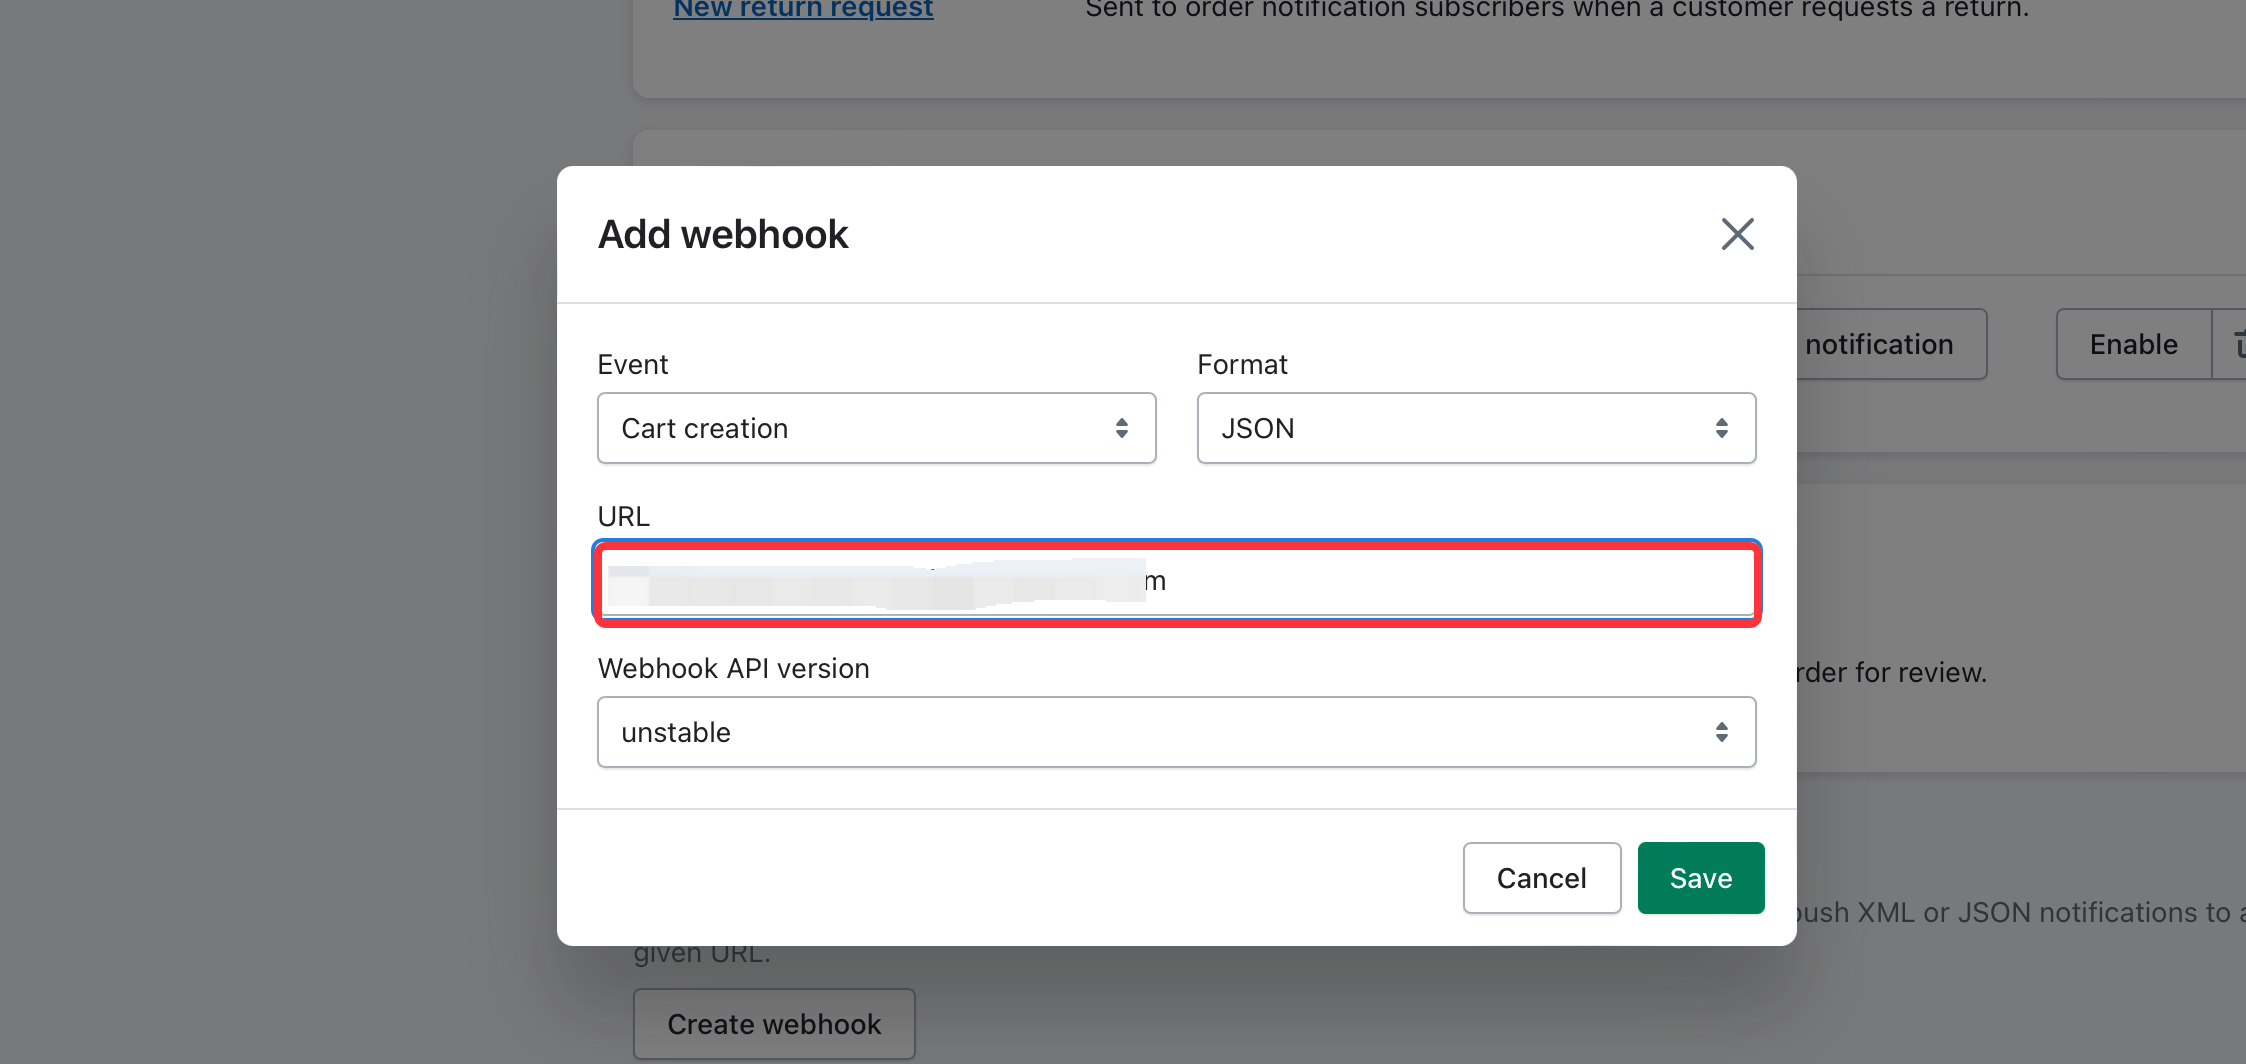 New return request
Sent to order notification subscribers when a customer requests a return.
Add webhook
notification
Enable
Event
Format
Cart creation
JSON
URL
m
Webhook API version
rder for review.
unstable
Cancel
Save
push XML or JSON notifications to a
given URL.
Create webhook